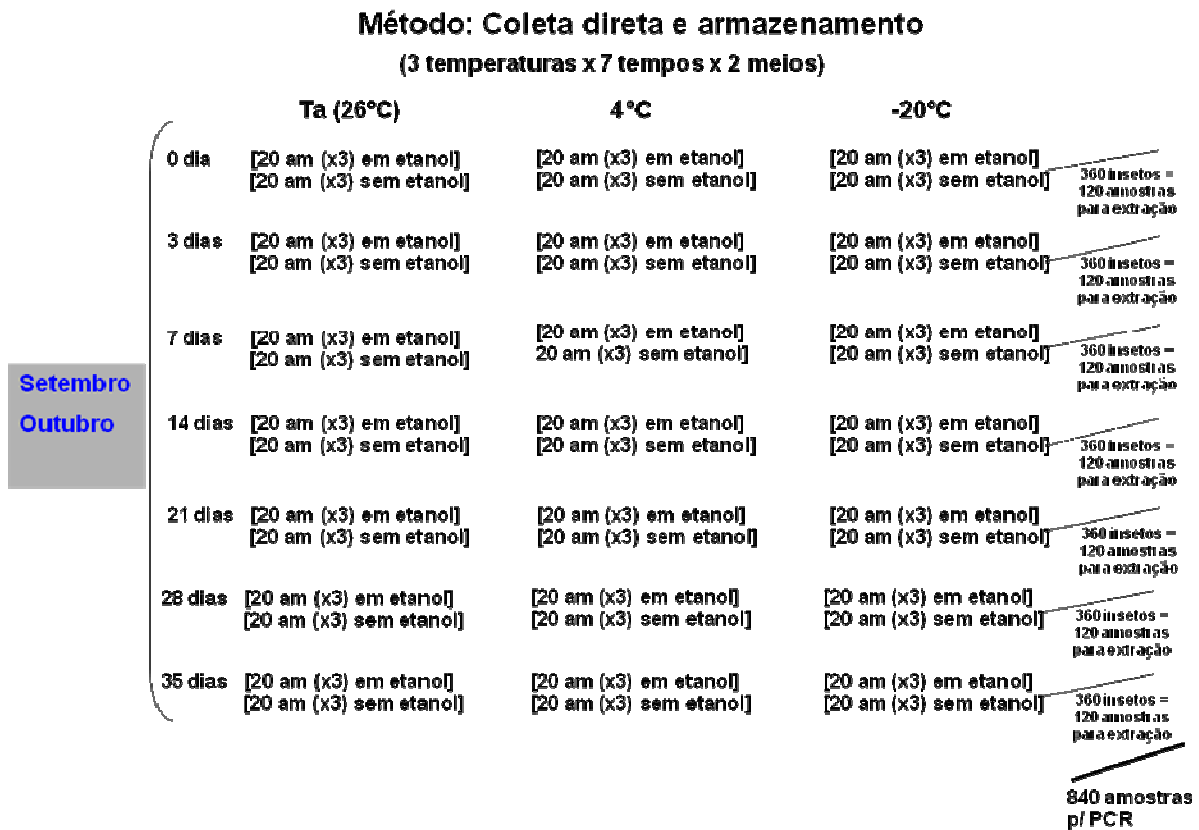 Método: Coleta direta e armazenamento
(3 temperaturas x 7 tempos x 2 meios)
Ta (26°C) 4°C -20°C
0 dia [20 am (x3) em etanol] [20 am (x3) em etanol] [20 am (x3) em etanol]
[20 am (x3) sem etanol] [20 am (x3) sem etanol] [20 am (x3) sem etanol]
360 insetos =
120 amostras
para extração
3 dias [20 am (x3) em etanol] [20 am (x3) em etanol] [20 am (x3) em etanol]
[20 am (x3) sem etanol] [20 am (x3) sem etanol] [20 am (x3) sem etanol]
360 insetos =
120 amostras
para extração
7 dias [20 am (x3) em etanol] [20 am (x3) em etanol] [20 am (x3) em etanol]
[20 am (x3) sem etanol] 20 am (x3) sem etanol] [20 am (x3) sem etanol]
360 insetos =
120 amostras
para extração
Setembro
Outubro
14 dias [20 am (x3) em etanol] [20 am (x3) em etanol] [20 am (x3) em etanol]
[20 am (x3) sem etanol] [20 am (x3) sem etanol] [20 am (x3) sem etanol]
360 insetos =
120 amostras
para extração
21 dias [20 am (x3) em etanol] [20 am (x3) em etanol] [20 am (x3) em etanol]
[20 am (x3) sem etanol] [20 am (x3) sem etanol] [20 am (x3) sem etanol]
360 insetos =
120 amostras
para extração
28 dias [20 am (x3) em etanol] [20 am (x3) em etanol] [20 am (x3) em etanol]
[20 am (x3) sem etanol] [20 am (x3) sem etanol] [20 am (x3) sem etanol]
360 insetos =
120 amostras
para extração
35 dias [20 am (x3) em etanol] [20 am (x3) em etanol] [20 am (x3) em etanol]
[20 am (x3) sem etanol] [20 am (x3) sem etanol] [20 am (x3) sem etanol]
360 insetos =
120 amostras
para extração
840 amostras
p/ PCR